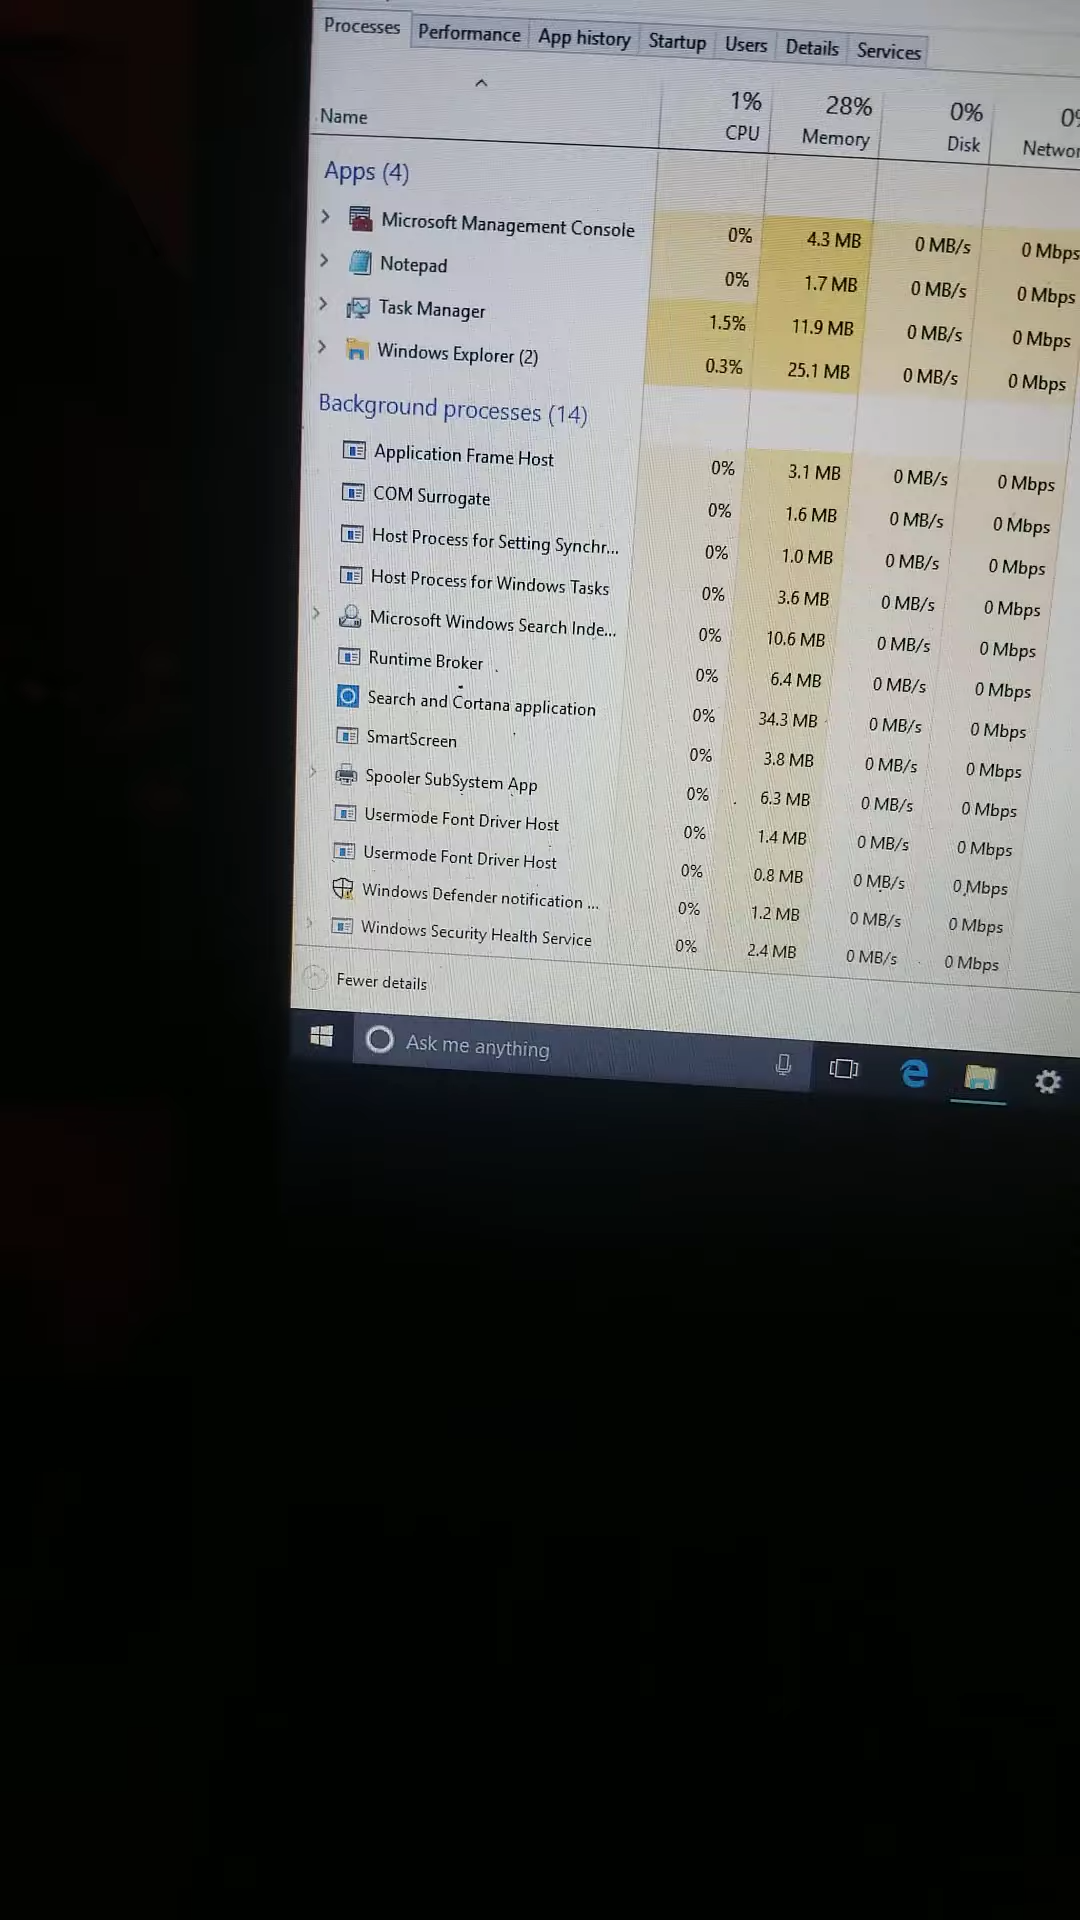 Processes Performance App history Startup Users Details Services
1% 28% 0%
Name CPU Memory Disk
Apps (4)
Microsoft Management Console 0% 4.3 MB 0 MB/s 0 Mbps
Notepad 0% 1.7 MB 0 MB/s 0 Mbps
Task Manager 1.5% 11.9 MB 0 MB/s 0 Mbps
Windows Explorer (2) 0.3% 25.1 MB 0 MB/s 0 Mbps
Background processes (14)
Application Frame Host 0% 3.1 MB 0 MB/s 0 Mbps
COM Surrogate 0% 1.6 MB 0 MB/s 0 Mbps
Host Process for Setting Synchr... 0% 1.0 MB 0 MB/s 0 Mbps
Host Process for Windows Tasks 0% 3.6 MB 0 MB/s 0 Mbps
Microsoft Windows Search Inde... 0% 10.6 MB 0 MB/s 0 Mbps
Runtime Broker 0% 6.4 MB 0 MB/s 0 Mbps
Search and Cortana application 0% 34.3 MB 0 MB/s 0 Mbps
SmartScreen 0% 3.8 MB 0 MB/s 0 Mbps
Spooler SubSystem App 0% 6.3 MB 0 MB/s 0 Mbps
Usermode Font Driver Host 0% 1.4 MB 0 MB/s 0 Mbps
Usermode Font Driver Host 0% 0.8 MB 0 MB/s 0 Mbps
Windows Defender notification ... 0% 1.2 MB 0 MB/s 0 Mbps
Windows Security Health Service 0% 2.4 MB 0 MB/s 0 Mbps
Fewer details
Ask me anything